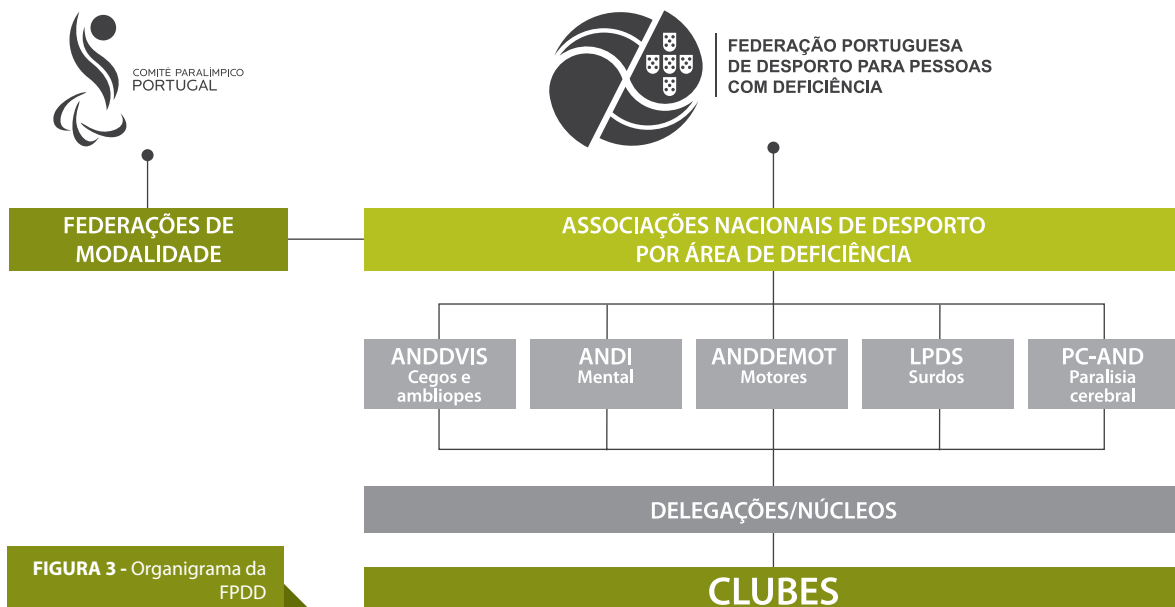 COMITÉ PARALÍMPICO
PORTUGAL
FEDERAÇÃO PORTUGUESA
DE DESPORTO PARA PESSOAS
COM DEFICIÊNCIA
FEDERAÇÕES DE
MODALIDADE
ASSOCIAÇÕES NACIONAIS DE DESPORTO
POR ÁREA DE DEFICIÊNCIA
ANDDVIS
Cegos e
ambliopes
ANDI
Mental
ANDDEMOT
Motores
LPDS
Surdos
PC-AND
Paralisia
cerebral
DELEGAÇÕES/NÚCLEOS
CLUBES
FIGURA 3 - Organigrama da
FPDD